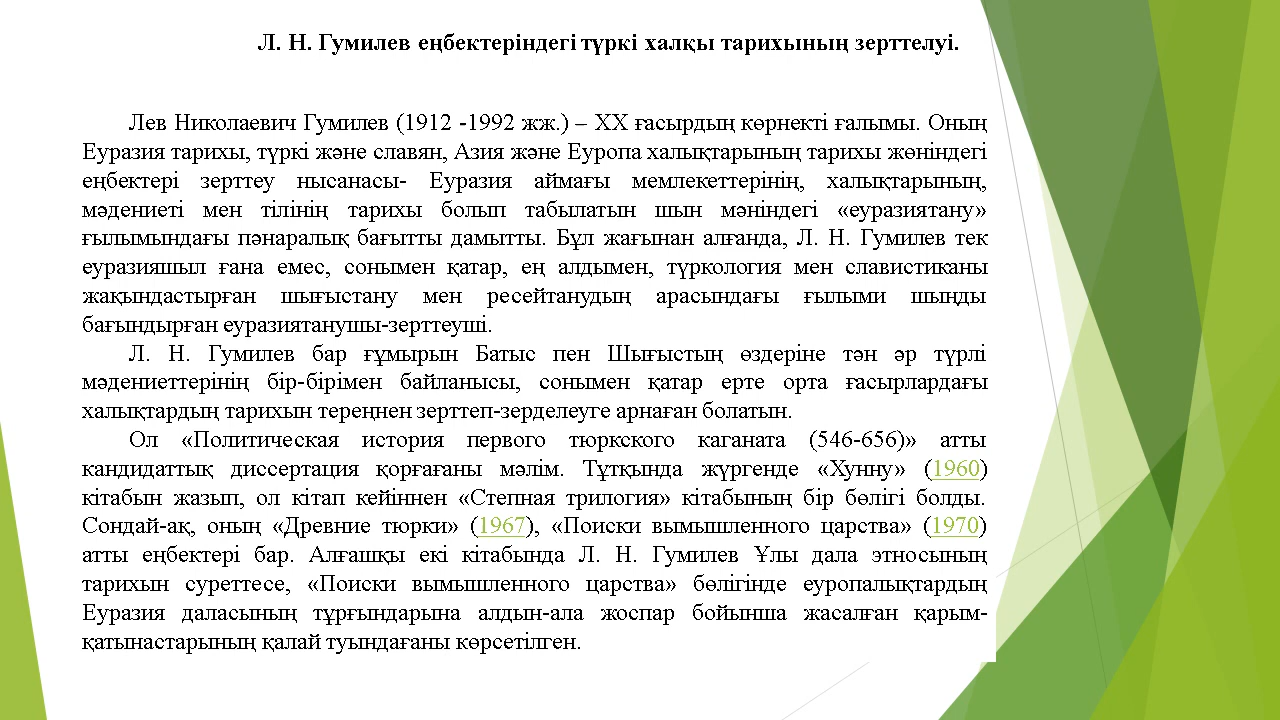 Л. Н. Гумилев еңбектеріндегі түркі халқы тарихының зерттелуі.
Лев Николаевич Гумилев (1912 -1992 жж.) – ХХ ғасырдың көрнекті ғалымы. Оның
Еуразия тарихы, түркі және славян, Азия және Еуропа халықтарының тарихы жөніндегі
еңбектері зерттеу нысанасы- Еуразия аймағы мемлекеттерінің, халықтарының,
мәдениеті мен тілінің тарихы болып табылатын шын мәніндегі «еуразиятану»
ғылымындағы пәнаралық бағытты дамытты. Бұл жағынан алғанда, Л. Н. Гумилев тек
еуразияшыл ғана емес, сонымен қатар, ең алдымен, түркология мен славистиканы
жақындастырған шығыстану мен ресейтанудың арасындағы ғылыми шыңды
бағындырған еуразиятанушы-зерттеуші.
Л. Н. Гумилев бар ғұмырын Батыс пен Шығыстың өздеріне тән әр түрлі
мәдениеттерінің бір-бірімен байланысы, сонымен қатар ерте орта ғасырлардағы
халықтардың тарихын тереңнен зерттеп-зерделеуге арнаған болатын.
Ол «Политическая история первого тюркского каганата (546-656)» атты
кандидаттық диссертация қорғағаны мәлім. Тұтқында жүргенде «Хунну» (1960)
кітабын жазып, ол кітап кейіннен «Степная трилогия» кітабының бір бөлігі болды.
Сондай-ақ, оның «Древние тюрки» (1967), «Поиски вымышленного царства» (1970)
атты еңбектері бар. Алғашқы екі кітабында Л. Н. Гумилев Ұлы дала этносының
тарихын суреттесе, «Поиски вымышленного царства» бөлігінде еуропалықтардың
Еуразия даласының тұрғындарына алдын-ала жоспар бойынша жасалған қарым-
қатынастарының қалай туындағаны көрсетілген.